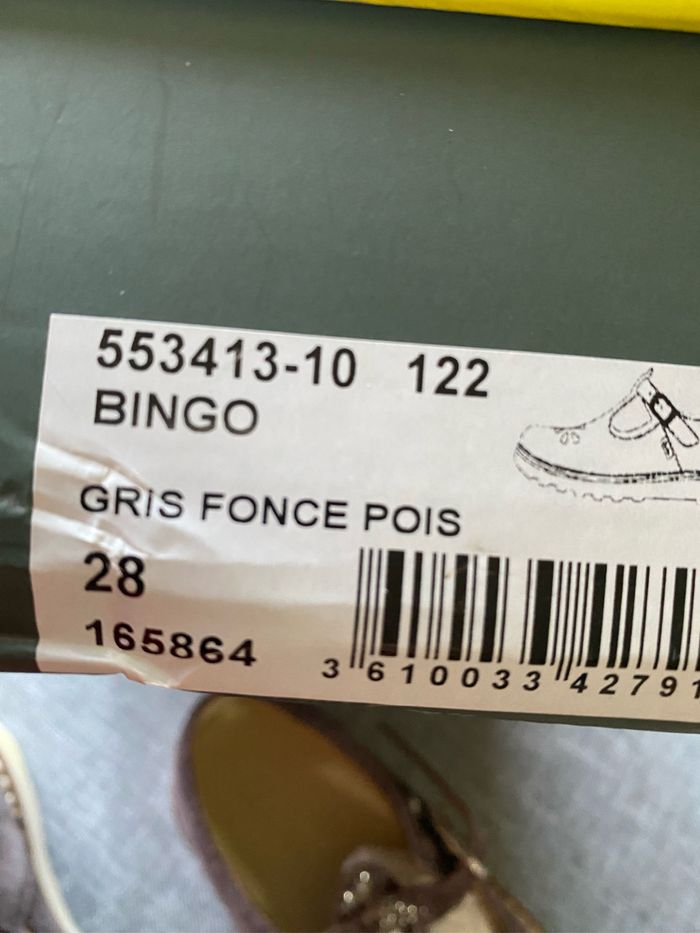 553413-10 122
BINGO
GRIS FONCE POIS
28
165864
3 610033 42791